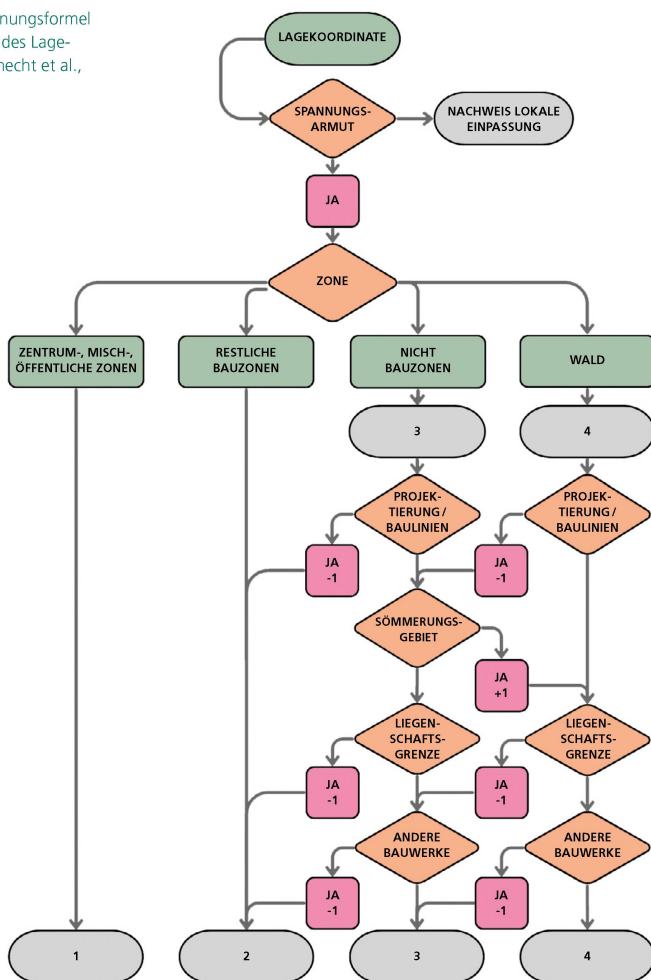 nungsformel
des Lage-
necht et al.,
LAGEKOORDINATE
SPANNUNGS-
ARMUT
NACHWEIS LOKALE
EINPASSUNG
JA
ZONE
ZENTRUM-, MISCH-,
ÖFFENTLICHE ZONEN
RESTLICHE
BAUZONEN
NICHT
BAUZONEN
WALD
3
4
PROJEK-
TIERUNG /
BAULINIEN
PROJEK-
TIERUNG /
BAULINIEN
JA
-1
JA
-1
SÖMMERUNGS-
GEBIET
JA
+1
LIEGEN-
SCHAFTS-
GRENZE
LIEGEN-
SCHAFTS-
GRENZE
JA
-1
JA
-1
ANDERE
BAUWERKE
ANDERE
BAUWERKE
JA
-1
JA
-1
1
2
3
4